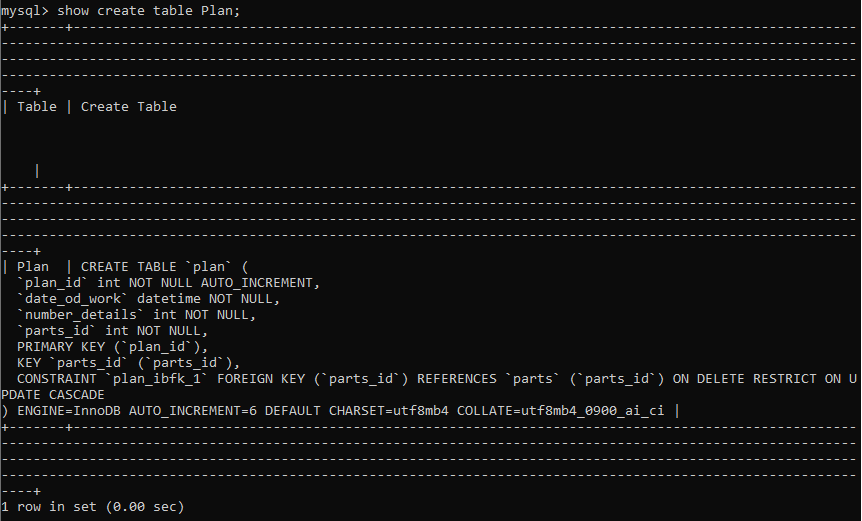 mysql> show create table Plan;
+-------+--------------------------------------------------------------------------------------------------
-----------------------------------------------------------------------------------------------------------
-----------------------------------------------------------------------------------------------------------
-----------------------------------------------------------------------------------------------------------
----+
| Table | Create Table
|
+-------+--------------------------------------------------------------------------------------------------
-----------------------------------------------------------------------------------------------------------
-----------------------------------------------------------------------------------------------------------
-----------------------------------------------------------------------------------------------------------
----+
| Plan  | CREATE TABLE `plan` (
  `plan_id` int NOT NULL AUTO_INCREMENT,
  `date_od_work` datetime NOT NULL,
  `number_details` int NOT NULL,
  `parts_id` int NOT NULL,
  PRIMARY KEY (`plan_id`),
  KEY `parts_id` (`parts_id`),
  CONSTRAINT `plan_ibfk_1` FOREIGN KEY (`parts_id`) REFERENCES `parts` (`parts_id`) ON DELETE RESTRICT ON U
PDATE CASCADE
) ENGINE=InnoDB AUTO_INCREMENT=6 DEFAULT CHARSET=utf8mb4 COLLATE=utf8mb4_0900_ai_ci |
+-------+--------------------------------------------------------------------------------------------------
-----------------------------------------------------------------------------------------------------------
-----------------------------------------------------------------------------------------------------------
-----------------------------------------------------------------------------------------------------------
----+
1 row in set (0.00 sec)